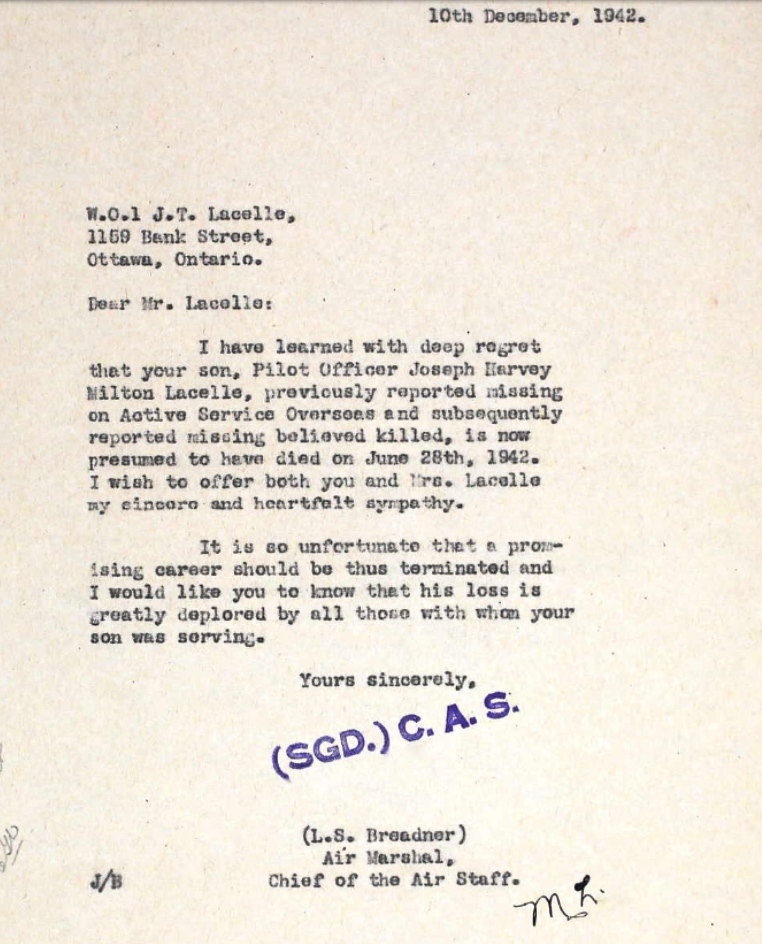 10th December, 1942.
W.O.1 J.T. Lacelle,
1159 Bank Street,
Ottawa, Ontario.
Dear Mr. Lacelle:
I have learned with deep regret
that your son, Pilot Officer Joseph Harvey
Milton Lacelle, previously reported missing
on Active Service Overseas and subsequently
reported missing believed killed, is now
presumed to have died on June 28th, 1942.
I wish to offer both you and Mrs. Lacelle
my sincere and heartfelt sympathy.
It is so unfortunate that a prom-
ising career should be thus terminated and
I would like you to know that his loss is
greatly deplored by all those with whom your
son was serving.
Yours sincerely,
(SGD.) C. A. S.
(L.S. Breadner)
Air Marshal,
J/B Chief of the Air Staff.